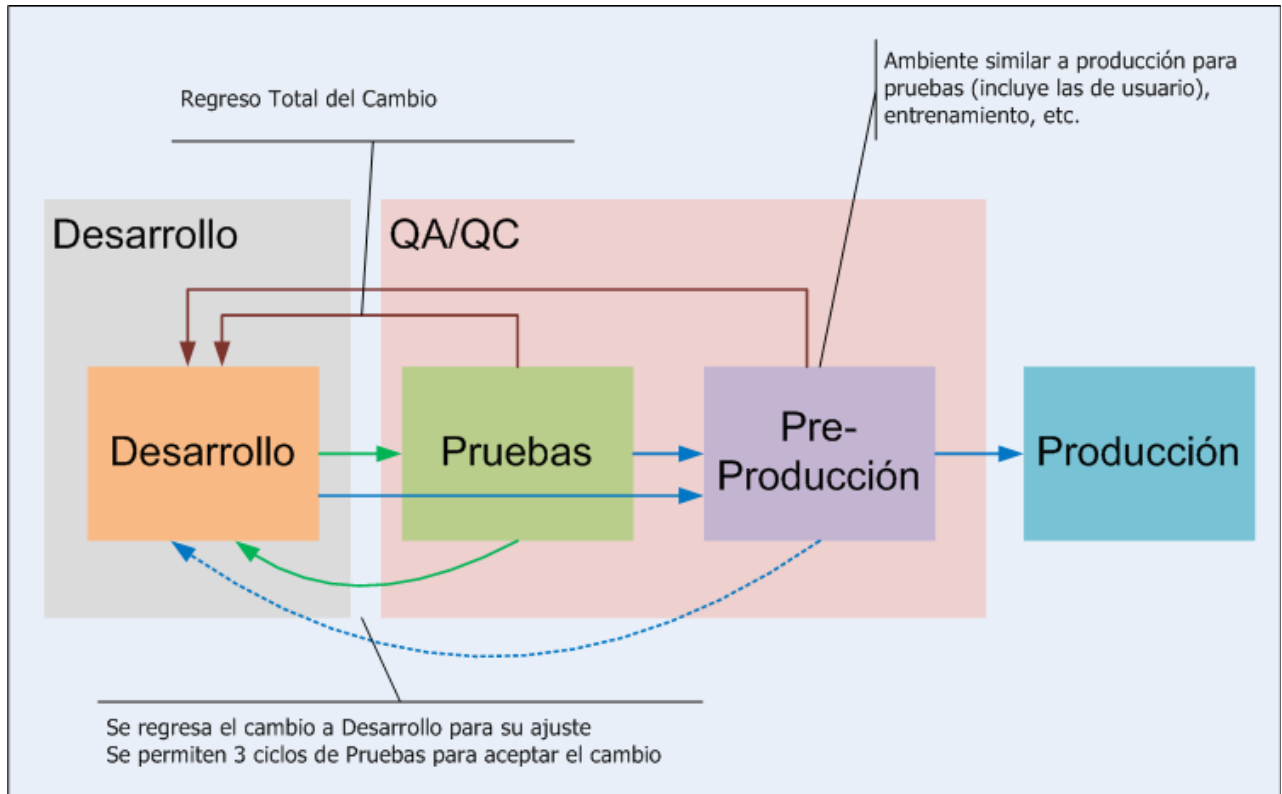 Regreso Total del Cambio
Ambiente similar a producción para
pruebas (incluye las de usuario),
entrenamiento, etc.
Desarrollo
QA/QC
Desarrollo
Pruebas
Pre-
Producción
Producción
Se regresa el cambio a Desarrollo para su ajuste
Se permiten 3 ciclos de Pruebas para aceptar el cambio